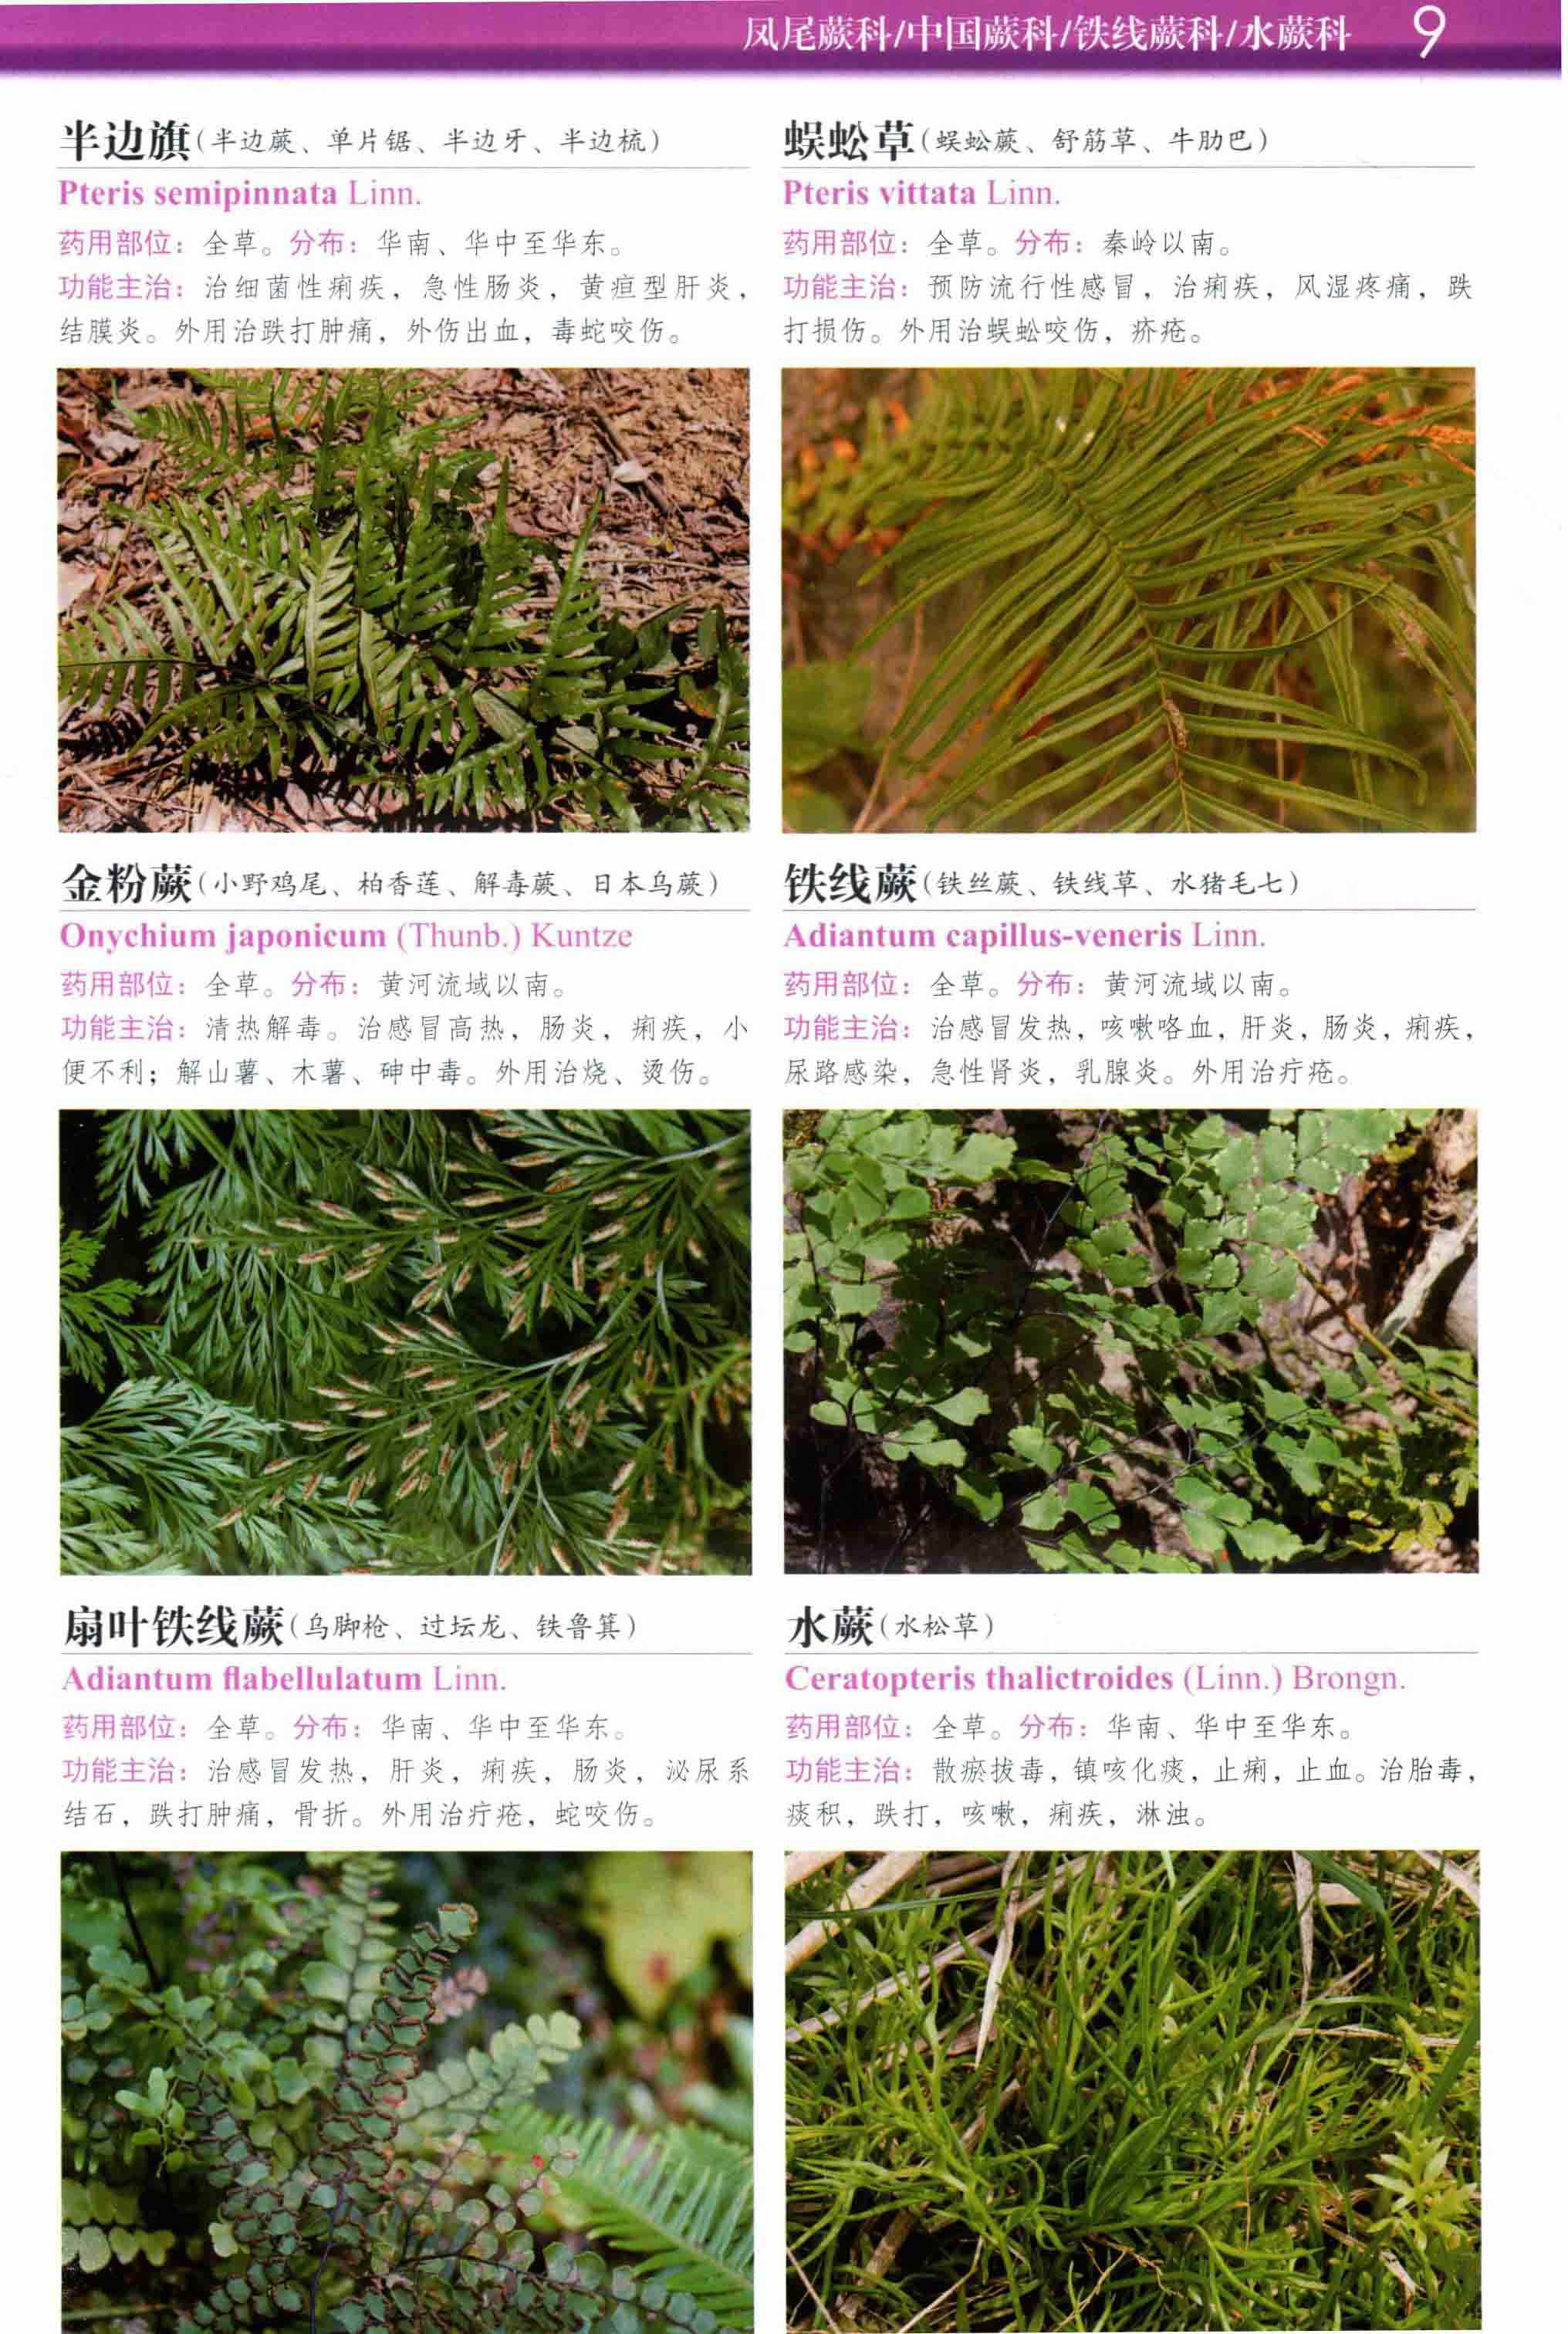 凤尾蕨科/中国蕨科/铁线蕨科/水蕨科 9
半边旗(半边蕨、单片锯、半边牙、半边梳)
Pteris semipinnata Linn.
药用部位：全草。分布：华南、华中至华东。
功能主治：治细菌性痢疾，急性肠炎，黄疸型肝炎，
结膜炎。外用治跌打肿痛，外伤出血，毒蛇咬伤。
蜈蚣草(蜈蚣蕨、舒筋草、牛肋巴)
Pteris vittata Linn.
药用部位：全草。分布：秦岭以南。
功能主治：预防流行性感冒，治痢疾，风湿疼痛，跌
打损伤。外用治蜈蚣咬伤，疥疮。
金粉蕨(小野鸡尾、柏香莲、解毒蕨、日本乌蕨)
Onychium japonicum (Thunb.) Kuntze
药用部位：全草。分布：黄河流域以南。
功能主治：清热解毒。治感冒高热，肠炎，痢疾，小
便不利；解山薯、木薯、砷中毒。外用治烧、烫伤。
铁线蕨(铁丝蕨、铁线草、水猪毛七)
Adiantum capillus-veneris Linn.
药用部位：全草。分布：黄河流域以南。
功能主治：治感冒发热，咳嗽咯血，肝炎，肠炎，痢疾，
尿路感染，急性肾炎，乳腺炎。外用治疔疮。
扇叶铁线蕨(乌脚枪、过坛龙、铁鲁箕)
Adiantum flabellulatum Linn.
药用部位：全草。分布：华南、华中至华东。
功能主治：治感冒发热，肝炎，痢疾，肠炎，泌尿系
结石，跌打肿痛，骨折。外用治疔疮，蛇咬伤。
水蕨(水松草)
Ceratopteris thalictroides (Linn.) Brongn.
药用部位：全草。分布：华南、华中至华东。
功能主治：散瘀拔毒，镇咳化痰，止痢，止血。治胎毒，
痰积，跌打，咳嗽，痢疾，淋浊。